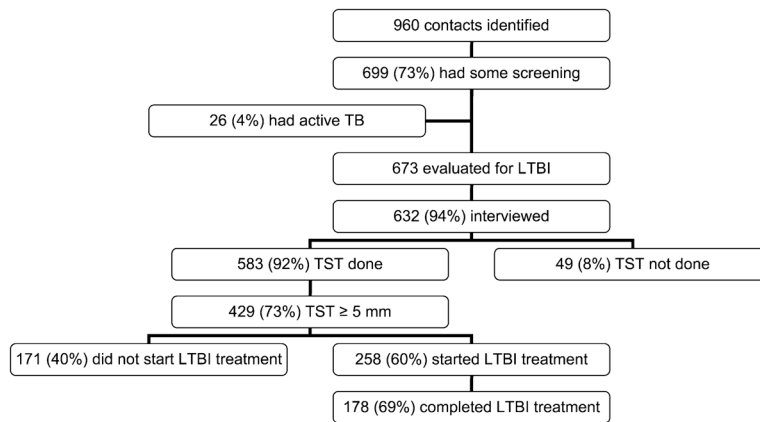 960 contacts identified
699 (73%) had some screening
26 (4%) had active TB
673 evaluated for LTBI
632 (94%) interviewed
583 (92%) TST done
49 (8%) TST not done
429 (73%) TST ≥ 5 mm
171 (40%) did not start LTBI treatment
258 (60%) started LTBI treatment
178 (69%) completed LTBI treatment